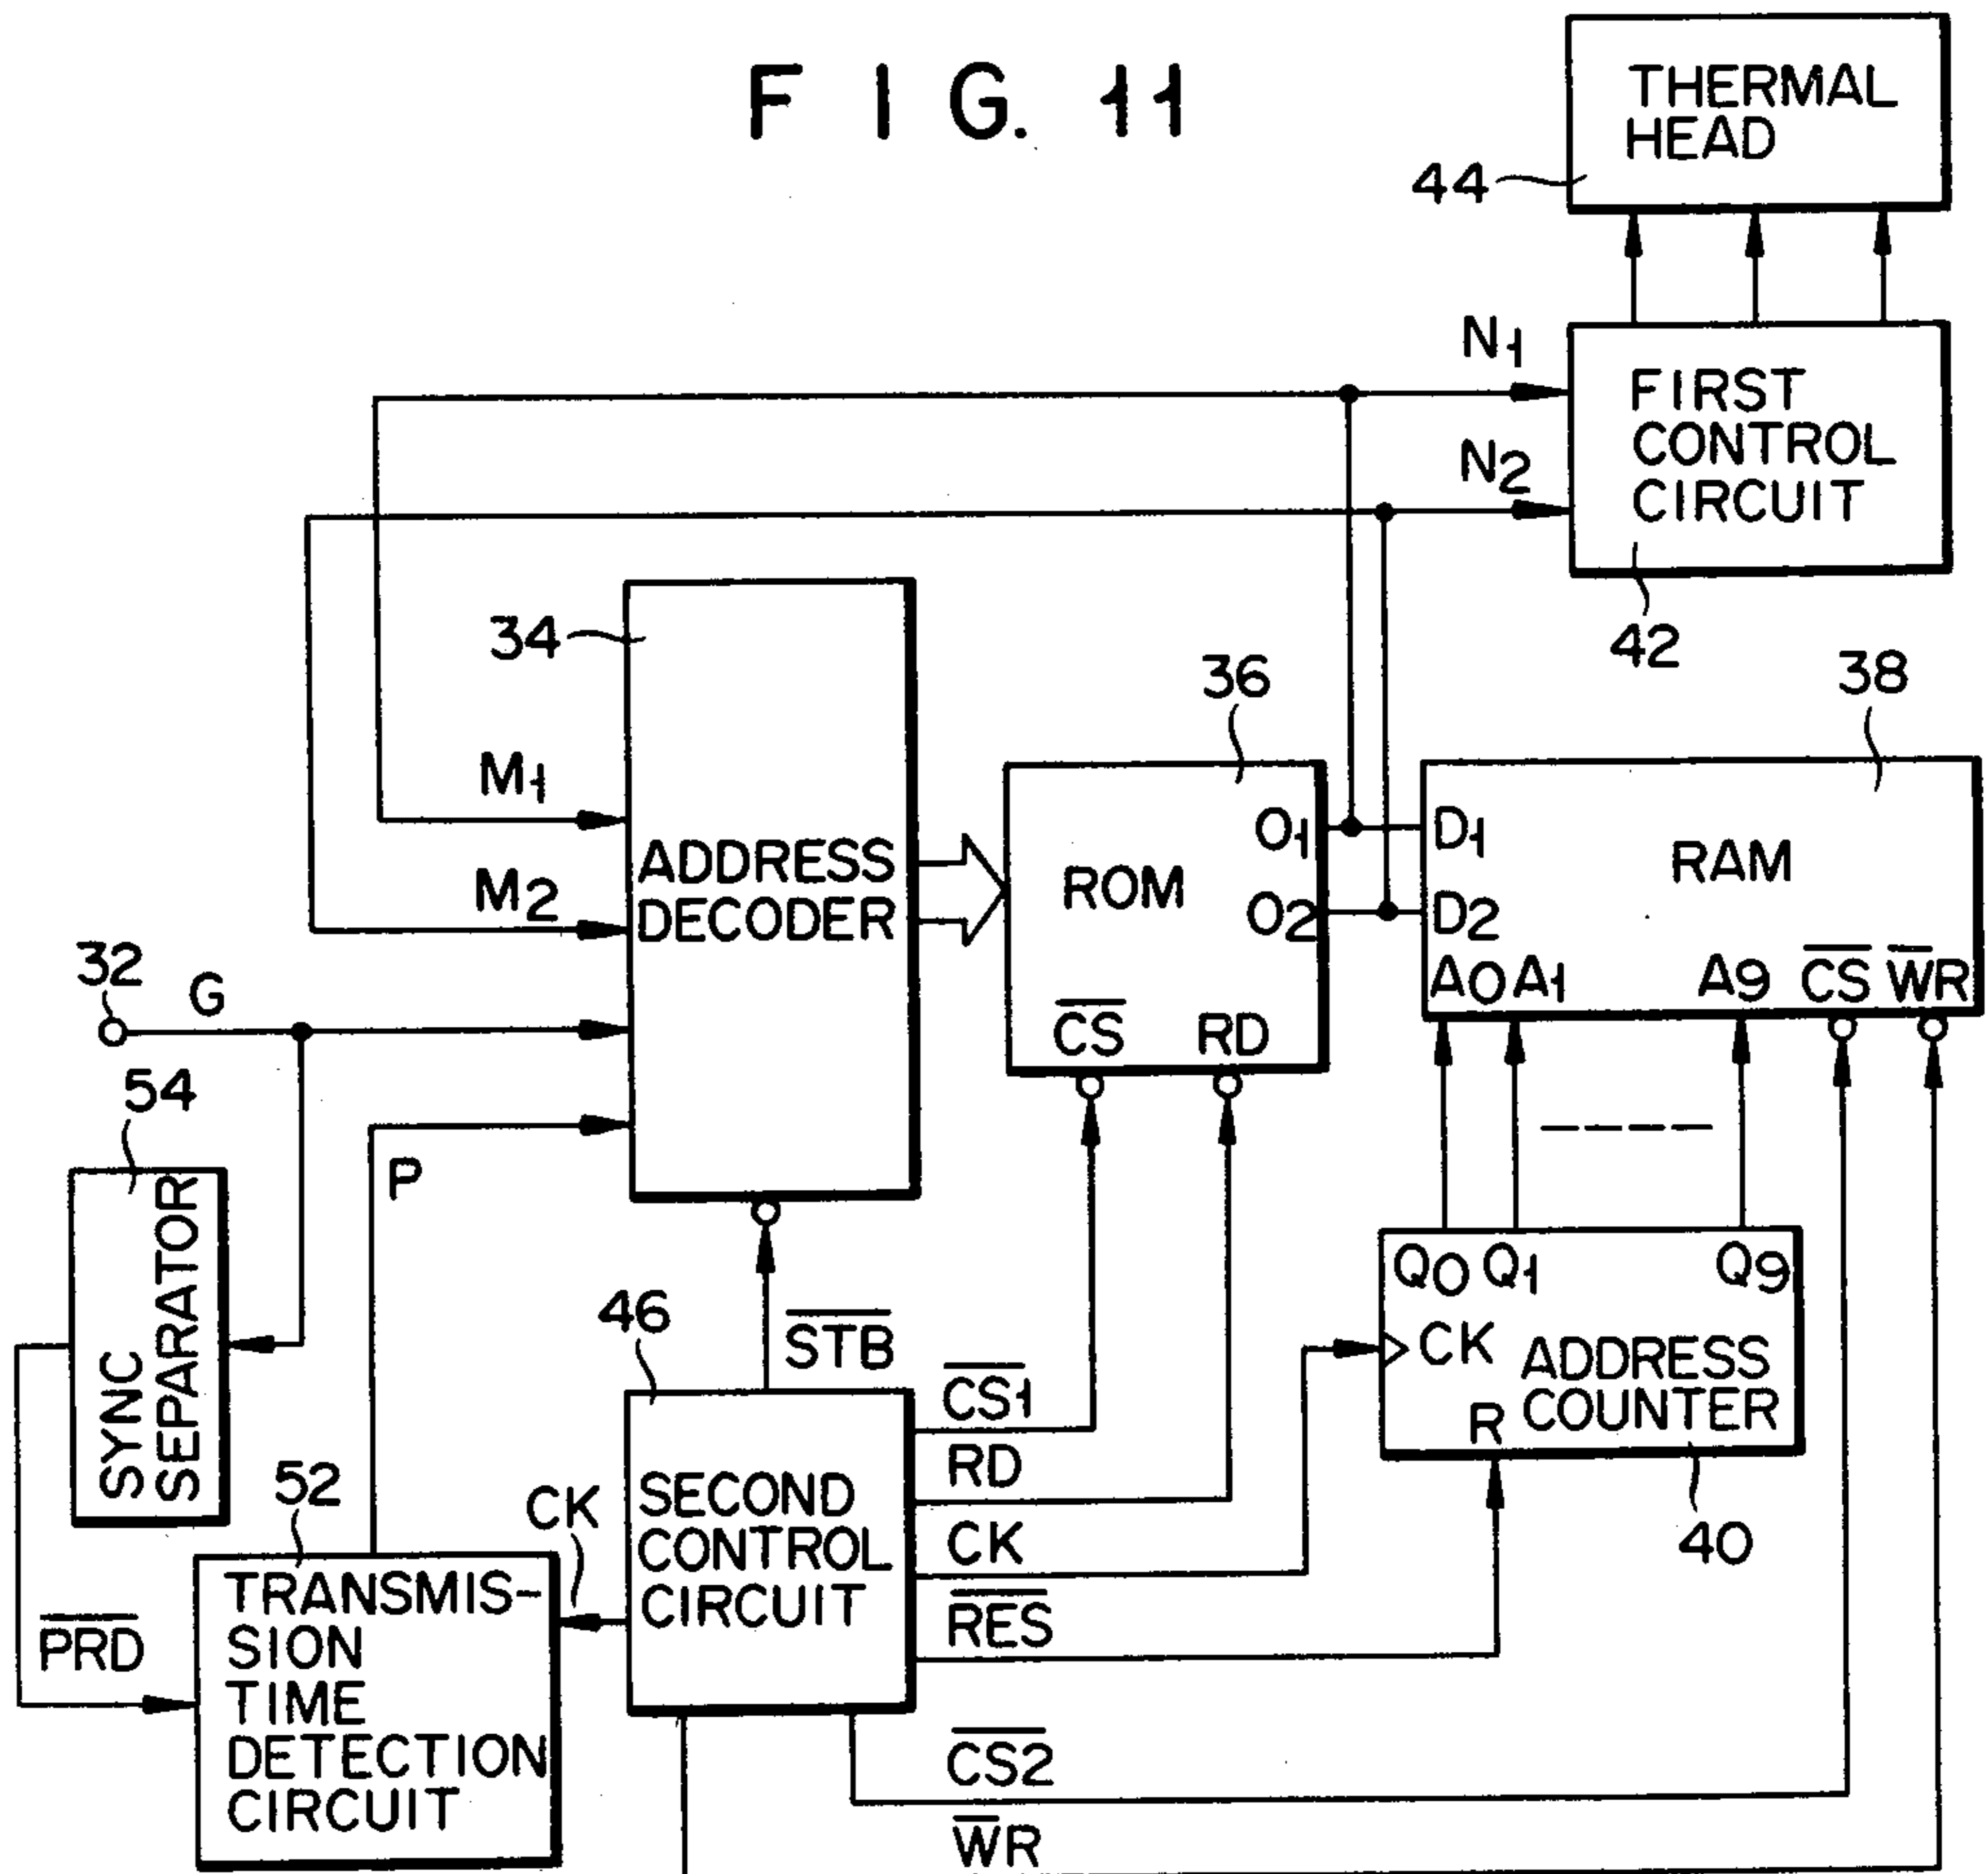 F I G. 11
THERMAL
HEAD
44
N1
FIRST
CONTROL
CIRCUIT
N2
42
34
36
38
M1
M2
ADDRESS
DECODER
ROM
O1
O2
CS
RD
D1
D2
RAM
A0 A1 A9 CS WR
32
G
54
SYNC
SEPARATOR
P
46
STB
Q0 Q1 Q9
CK
ADDRESS
COUNTER
R
40
CS1
RD
CK
RES
52
CK
SECOND
CONTROL
CIRCUIT
PRD
TRANSMIS-
SION
TIME
DETECTION
CIRCUIT
CS2
WR